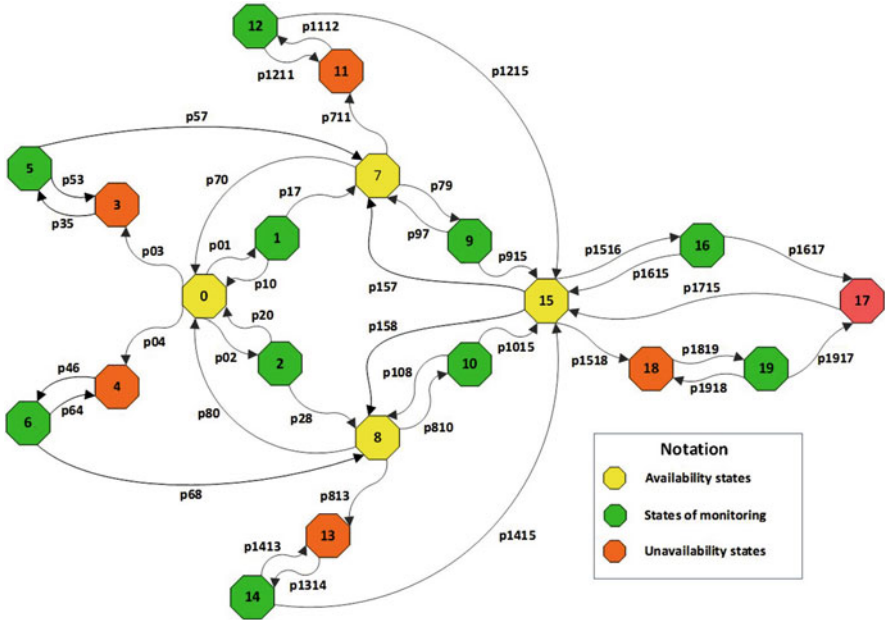 12
p1112
p1211
11
p1215
p711
p57
5
p53
3
p35
p70
7
p17
p79
p97
9
p03
p01
1
p915
p10
p1516
16
p1617
p1615
0
p157
15
p1715
17
p20
p04
p02
2
p158
p1015
p1518
p1819
p46
4
p108
10
18
19
p64
p28
p1918
p1917
6
p80
8
p810
p68
p813
p1413
13
p1415
p1314
14
Notation
Availability states
States of monitoring
Unavailability states